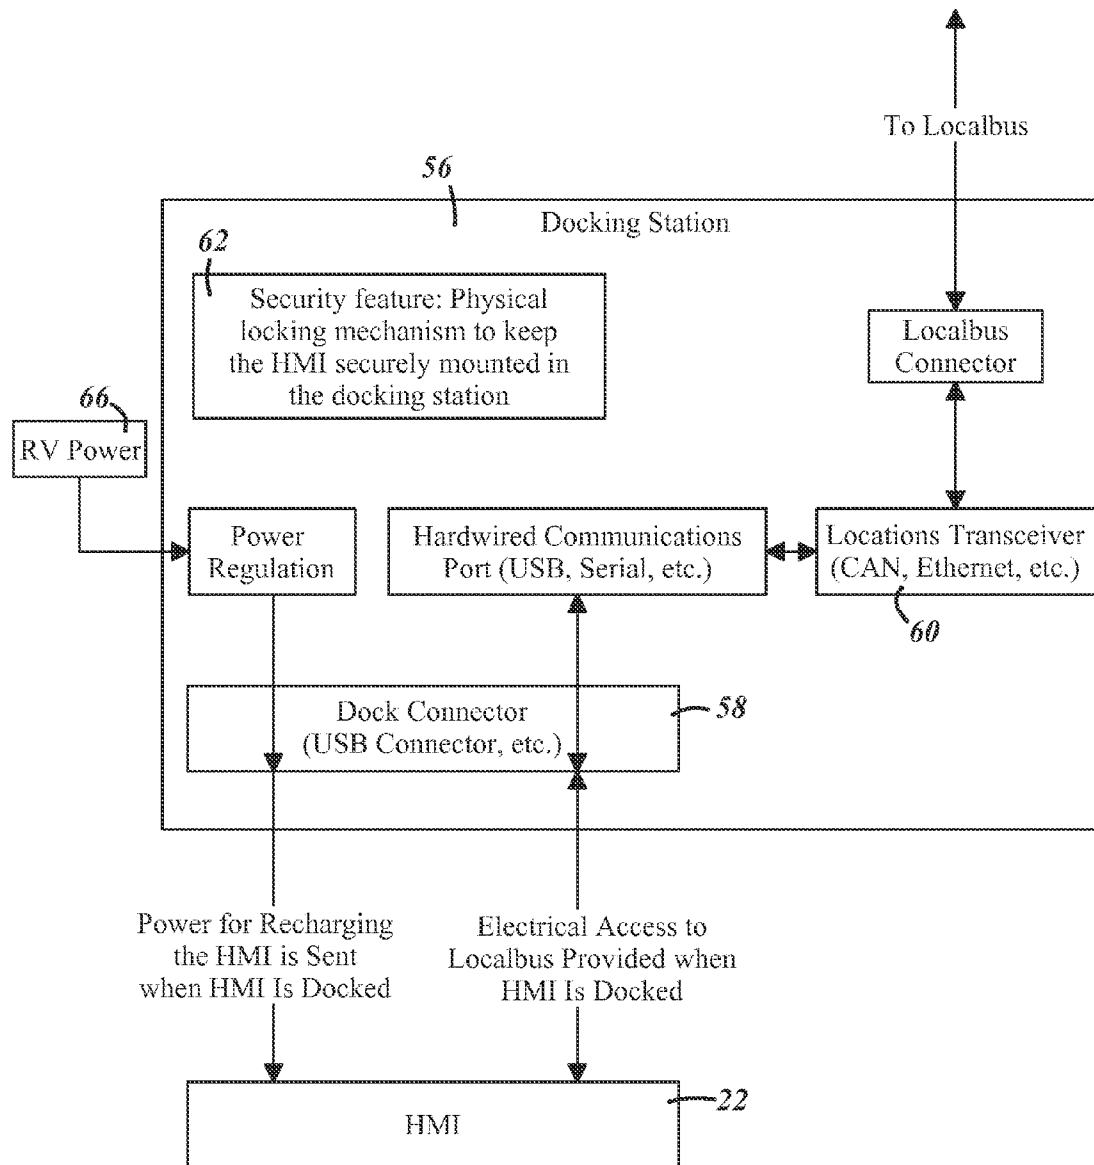 To Localbus
56
Docking Station
62
Security feature: Physical
locking mechanism to keep
the HMI securely mounted in
the docking station
Localbus
Connector
66
RV Power
Power
Regulation
Hardwired Communications
Port (USB, Serial, etc.)
Locations Transceiver
(CAN, Ethernet, etc.)
60
Dock Connector
(USB Connector, etc.)
58
Power for Recharging
the HMI is Sent
when HMI Is Docked
Electrical Access to
Localbus Provided when
HMI Is Docked
HMI
22